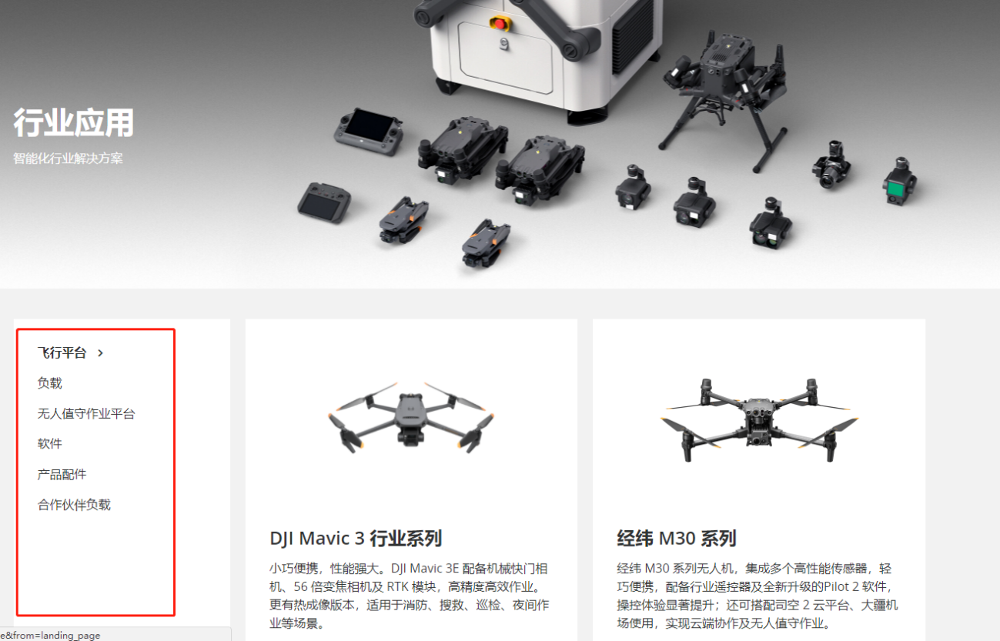 行业应用
智能化行业解决方案
飞行平台 >
负载
无人值守作业平台
软件
产品配件
合作伙伴负载
DJI Mavic 3 行业系列
小巧便携，性能强大。DJI Mavic 3E 配备机械快门相
机、56 倍变焦相机及 RTK 模块，高精度高效作业。
更有热成像版本，适用于消防、搜救、巡检、夜间作
业等场景。
经纬 M30 系列
经纬 M30 系列无人机，集成多个高性能传感器，轻
巧便携，配备行业遥控器及全新升级的Pilot 2 软件，
操控体验显著提升；还可搭配司空 2 云平台、大疆机
场使用，实现云端协作及无人值守作业。
e&from=landing_page